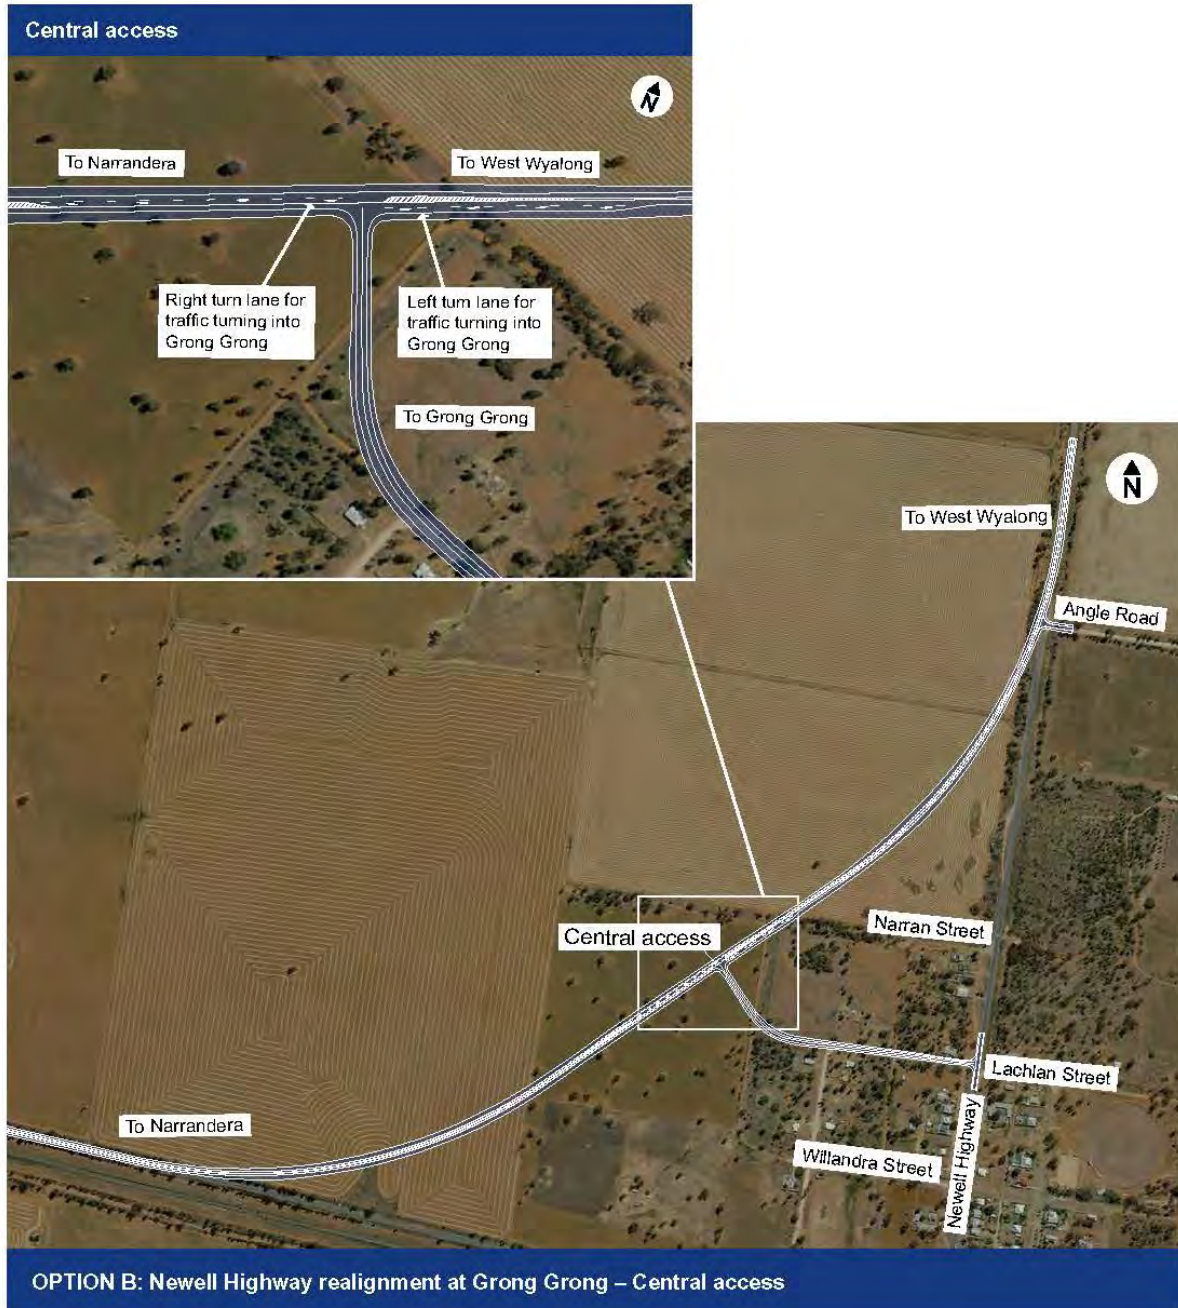 Central access
N
To Narrandera
To West Wyalong
Right turn lane for
traffic turning into
Grong Grong
Left turn lane for
traffic turning into
Grong Grong
To Grong Grong
N
To West Wyalong
Angle Road
Narran Street
Central access
Lachlan Street
To Narrandera
Willandra Street
Newell Highway
OPTION B: Newell Highway realignment at Grong Grong – Central access